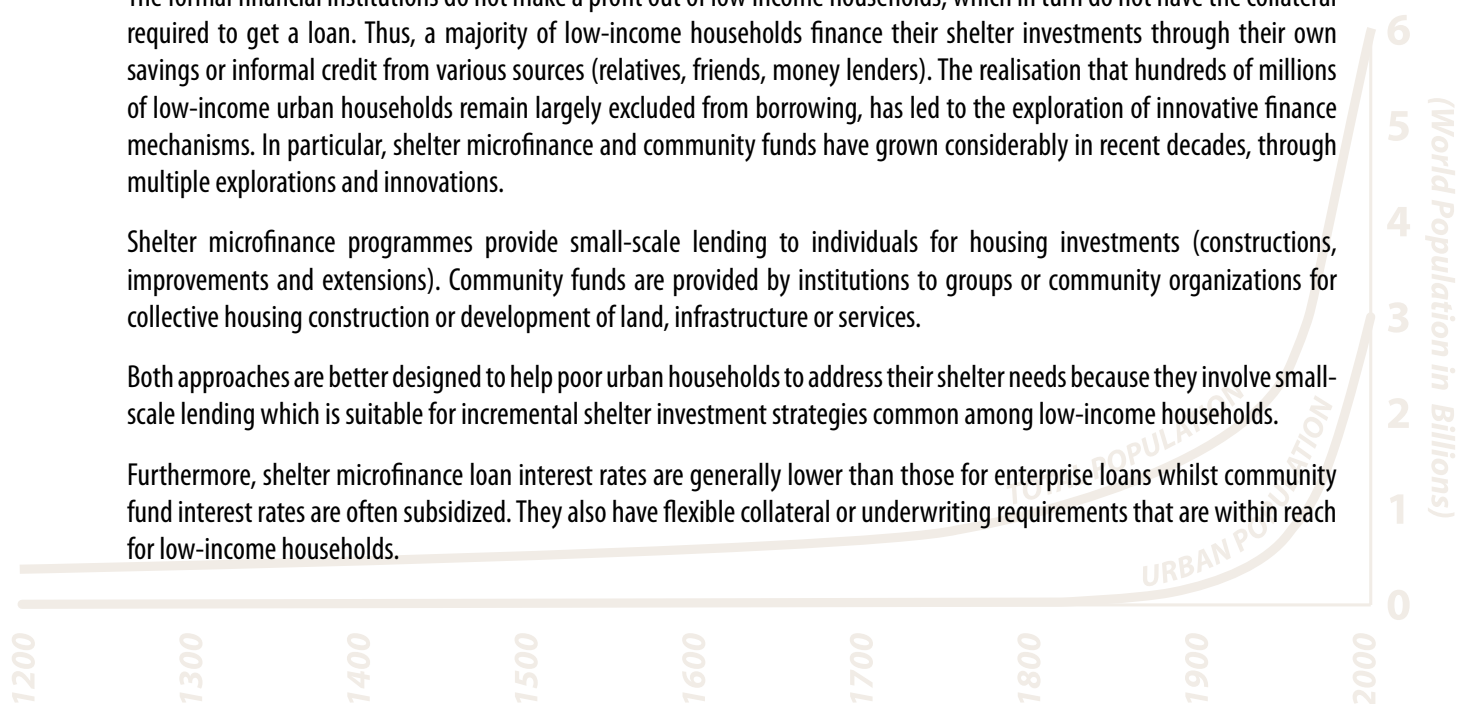 The formal financial institutions do not make a profit out of low income households, which in turn do not have the collateral
required to get a loan. Thus, a majority of low-income households finance their shelter investments through their own
savings or informal credit from various sources (relatives, friends, money lenders). The realisation that hundreds of millions
of low-income urban households remain largely excluded from borrowing, has led to the exploration of innovative finance
mechanisms. In particular, shelter microfinance and community funds have grown considerably in recent decades, through
multiple explorations and innovations.
Shelter microfinance programmes provide small-scale lending to individuals for housing investments (constructions,
improvements and extensions). Community funds are provided by institutions to groups or community organizations for
collective housing construction or development of land, infrastructure or services.
Both approaches are better designed to help poor urban households to address their shelter needs because they involve small-
scale lending which is suitable for incremental shelter investment strategies common among low-income households.
Furthermore, shelter microfinance loan interest rates are generally lower than those for enterprise loans whilst community
fund interest rates are often subsidized. They also have flexible collateral or underwriting requirements that are within reach
for low-income households.
6
5
4
3
2
1
0
(World Population in Billions)
TOTAL POPULATION
URBAN POPULATION
1200
1300
1400
1500
1600
1700
1800
1900
2000